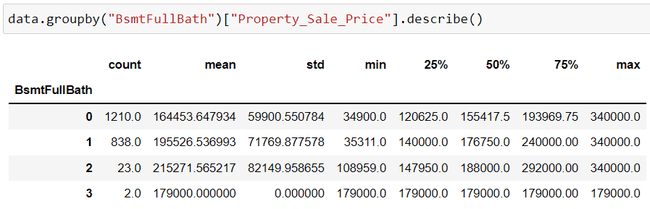 data.groupby("BsmtFullBath")["Property_Sale_Price"].describe()
count mean std min 25% 50% 75% max
BsmtFullBath
0 1210.0 164453.647934 59900.550784 34900.0 120625.0 155417.5 193969.75 340000.0
1 838.0 195526.536993 71769.877578 35311.0 140000.0 176750.0 240000.00 340000.0
2 23.0 215271.565217 82149.958655 108959.0 147950.0 188000.0 292000.00 340000.0
3 2.0 179000.000000 0.000000 179000.0 179000.0 179000.0 179000.00 179000.0